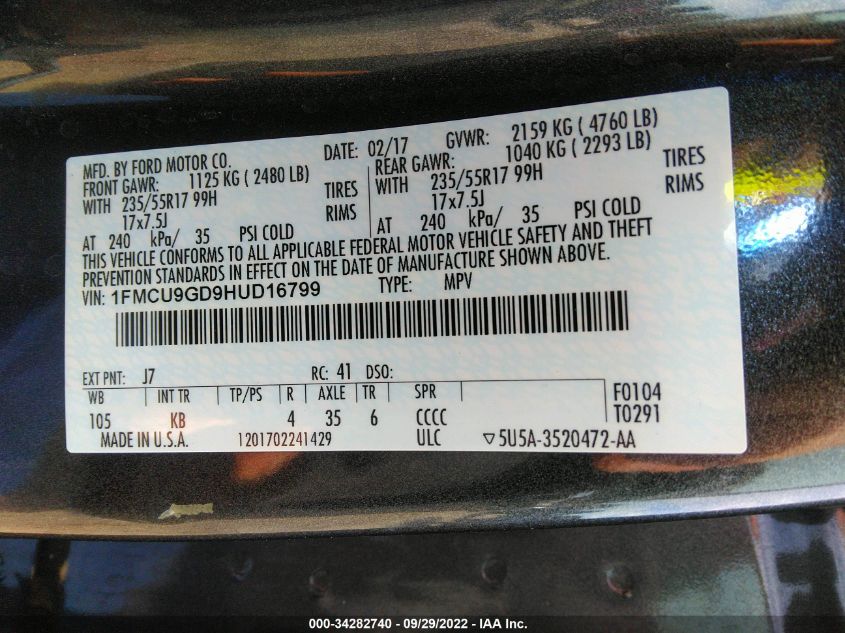 MFD. BY FORD MOTOR CO. DATE: 02/17 GVWR: 2159 KG ( 4760 LB)
FRONT GAWR: 1125 KG ( 2480 LB) REAR GAWR: 1040 KG ( 2293 LB)
WITH 235/55R17 99H TIRES WITH 235/55R17 99H TIRES
17x7.5J RIMS 17x7.5J RIMS
AT 240 kPa/ 35 PSI COLD AT 240 kPa/ 35 PSI COLD
THIS VEHICLE CONFORMS TO ALL APPLICABLE FEDERAL MOTOR VEHICLE SAFETY AND THEFT
PREVENTION STANDARDS IN EFFECT ON THE DATE OF MANUFACTURE SHOWN ABOVE.
VIN: 1FMCU9GD9HUD16799 TYPE: MPV
EXT PNT: J7 RC: 41 DSO:
WB INT TR TP/PS R AXLE TR SPR F0104
105 KB 4 35 6 CCCC T0291
MADE IN U.S.A. 1201702241429 ULC ▽5U5A-3520472-AA
000-34282740 - 09/29/2022 - IAA Inc.